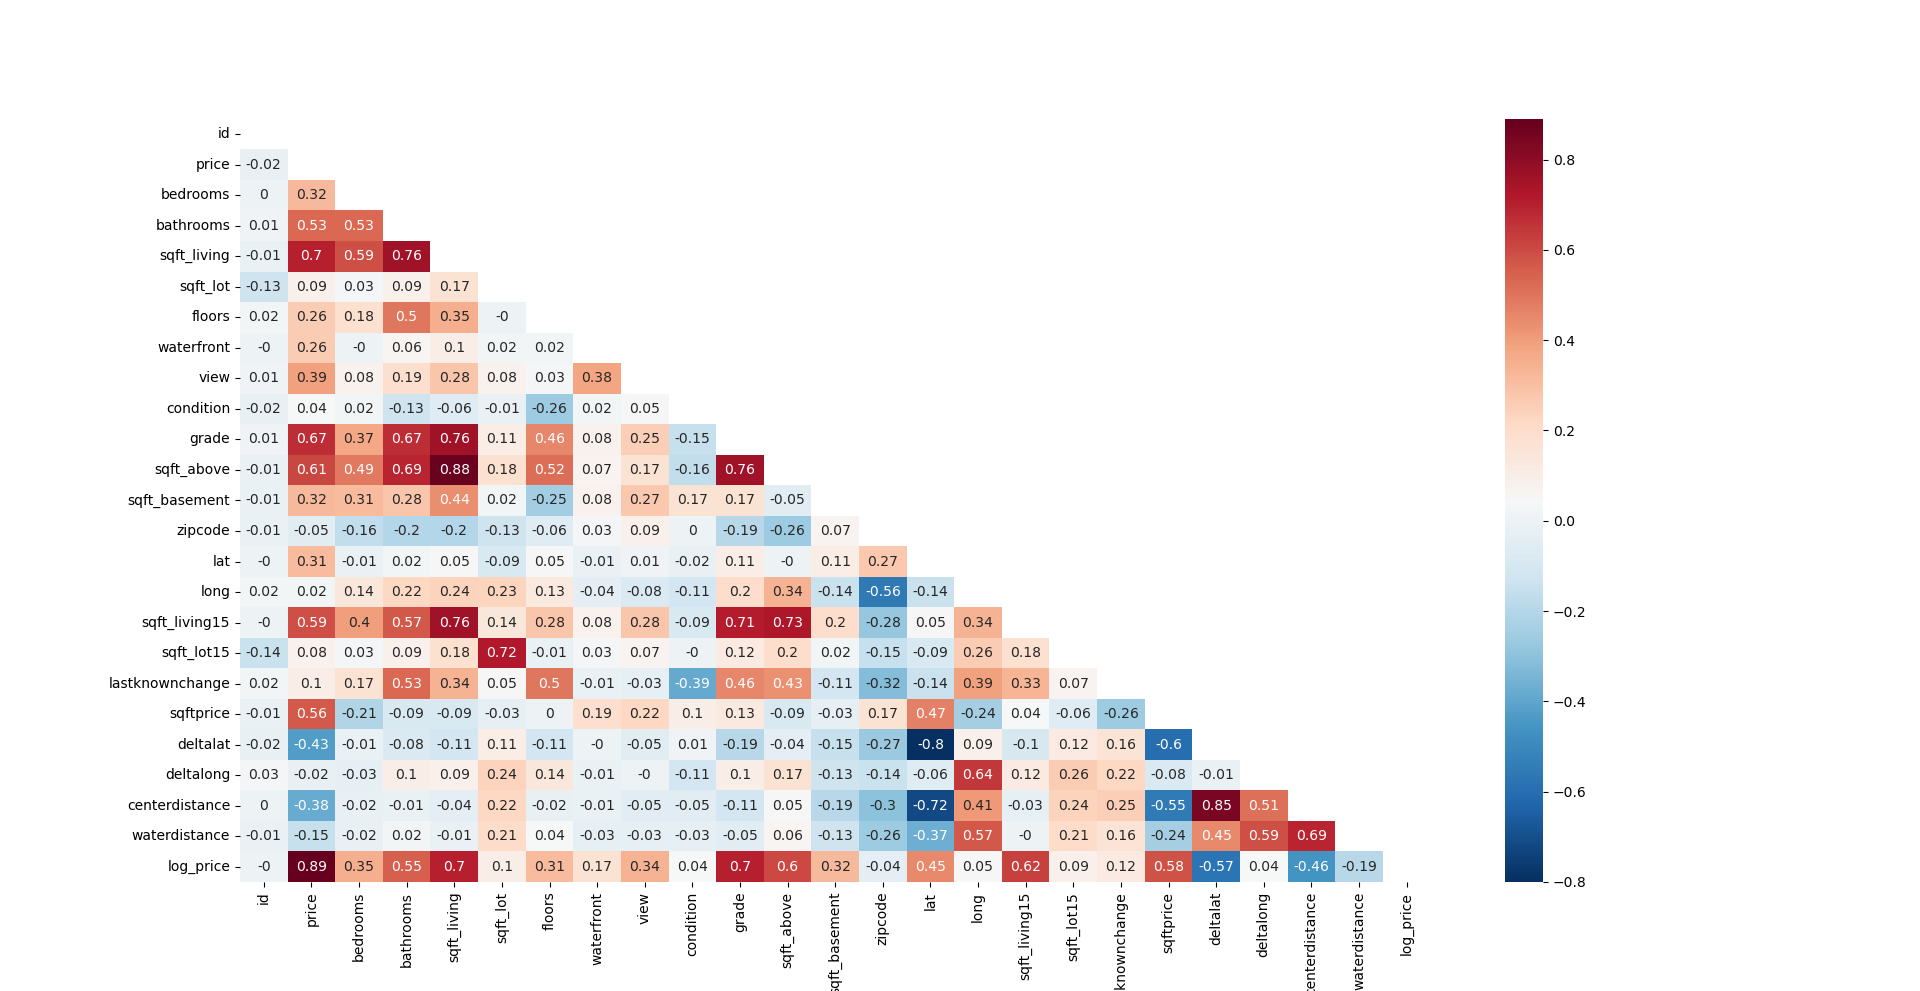 id
price -0.02
bedrooms 0 0.32
bathrooms 0.01 0.53 0.53
sqft_living -0.01 0.7 0.59 0.76
sqft_lot -0.13 0.09 0.03 0.09 0.17
floors 0.02 0.26 0.18 0.5 0.35 -0
waterfront -0 0.26 -0 0.06 0.1 0.02 0.02
view 0.01 0.39 0.08 0.19 0.28 0.08 0.03 0.38
condition -0.02 0.04 0.02 -0.13 -0.06 -0.01 -0.26 0.02 0.05
grade 0.01 0.67 0.37 0.67 0.76 0.11 0.46 0.08 0.25 -0.15
sqft_above -0.01 0.61 0.49 0.69 0.88 0.18 0.52 0.07 0.17 -0.16 0.76
sqft_basement -0.01 0.32 0.31 0.28 0.44 0.02 -0.25 0.08 0.27 0.17 0.17 -0.05
zipcode -0.01 -0.05 -0.16 -0.2 -0.2 -0.13 -0.06 0.03 0.09 0 -0.19 -0.26 0.07
lat -0 0.31 -0.01 0.02 0.05 -0.09 0.05 -0.01 0.01 -0.02 0.11 -0 0.11 0.27
long 0.02 0.02 0.14 0.22 0.24 0.23 0.13 -0.04 -0.08 -0.11 0.2 0.34 -0.14 -0.56 -0.14
sqft_living15 -0 0.59 0.4 0.57 0.76 0.14 0.28 0.08 0.28 -0.09 0.71 0.73 0.2 -0.28 0.05 0.34
sqft_lot15 -0.14 0.08 0.03 0.09 0.18 0.72 -0.01 0.03 0.07 -0 0.12 0.2 0.02 -0.15 -0.09 0.26 0.18
lastknownchange 0.02 0.1 0.17 0.53 0.34 0.05 0.5 -0.01 -0.03 -0.39 0.46 0.43 -0.11 -0.32 -0.14 0.39 0.33 0.07
sqftprice -0.01 0.56 -0.21 -0.09 -0.09 -0.03 0 0.19 0.22 0.1 0.13 -0.09 -0.03 0.17 0.47 -0.24 0.04 -0.06 -0.26
deltalat -0.02 -0.43 -0.01 -0.08 -0.11 0.11 -0.11 -0 -0.05 0.01 -0.19 -0.04 -0.15 -0.27 -0.8 0.09 -0.1 0.12 0.16 -0.6
deltalong 0.03 -0.02 -0.03 0.1 0.09 0.24 0.14 -0.01 -0 -0.11 0.1 0.17 -0.13 -0.14 -0.06 0.64 0.12 0.26 0.22 -0.08 -0.01
centerdistance 0 -0.38 -0.02 -0.01 -0.04 0.22 -0.02 -0.01 -0.05 -0.05 -0.11 0.05 -0.19 -0.3 -0.72 0.41 -0.03 0.24 0.25 -0.55 0.85 0.51
waterdistance -0.01 -0.15 -0.02 0.02 -0.01 0.21 0.04 -0.03 -0.03 -0.03 -0.05 0.06 -0.13 -0.26 -0.37 0.57 -0 0.21 0.16 -0.24 0.45 0.59 0.69
log_price -0 0.89 0.35 0.55 0.7 0.1 0.31 0.17 0.34 0.04 0.7 0.6 0.32 -0.04 0.45 0.05 0.62 0.09 0.12 0.58 -0.57 0.04 -0.46 -0.19
id
price
bedrooms
bathrooms
sqft_living
sqft_lot
floors
waterfront
view
condition
grade
sqft_above
sqft_basement
zipcode
lat
long
sqft_living15
sqft_lot15
knownchange
sqftprice
deltalat
deltalong
enterdistance
waterdistance
log_price
0.8
0.6
0.4
0.2
0.0
−0.2
−0.4
−0.6
−0.8